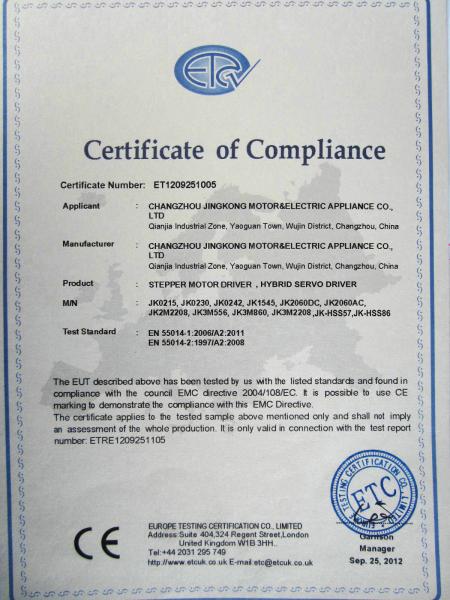 ETC
Certificate of Compliance
Certificate Number: ET1209251005
Applicant : CHANGZHOU JINGKONG MOTOR&ELECTRIC APPLIANCE CO.,
LTD
Qianjia Industrial Zone, Yaoguan Town, Wujin District, Changzhou, China
Manufacturer : CHANGZHOU JINGKONG MOTOR&ELECTRIC APPLIANCE CO.,
LTD
Qianjia Industrial Zone, Yaoguan Town, Wujin District, Changzhou, China
Product : STEPPER MOTOR DRIVER , HYBRID SERVO DRIVER
M/N : JK0215, JK0230, JK0242, JK1545, JK2060DC, JK2060AC,
JK2M2208, JK3M556, JK3M860, JK3M2208 ,JK-HSS57,JK-HSS86
Test Standard : EN 55014-1:2006/A2:2011
EN 55014-2:1997/A2:2008
The EUT described above has been tested by us with the listed standards and found in
compliance with the council EMC directive 2004/108/EC. It is possible to use CE
marking to demonstrate the compliance with this EMC Directive.
The certificate applies to the tested sample above mentioned only and shall not imply
an assessment of the whole production. It is only valid in connection with the test report
number: ETRE1209251105
TESTING CERTIFICATION CO., LIMITED
ETC
CE
EUROPE TESTING CERTIFICATION CO., LIMITED
Address:Suite 404,324 Regent Street,London
United Kingdom W1B 3HH..
Tel:+44 2031 295 749
http://www.etcuk.co.uk E-mail etc@etcuk.co.uk
Garrison
Manager
Sep. 25, 2012